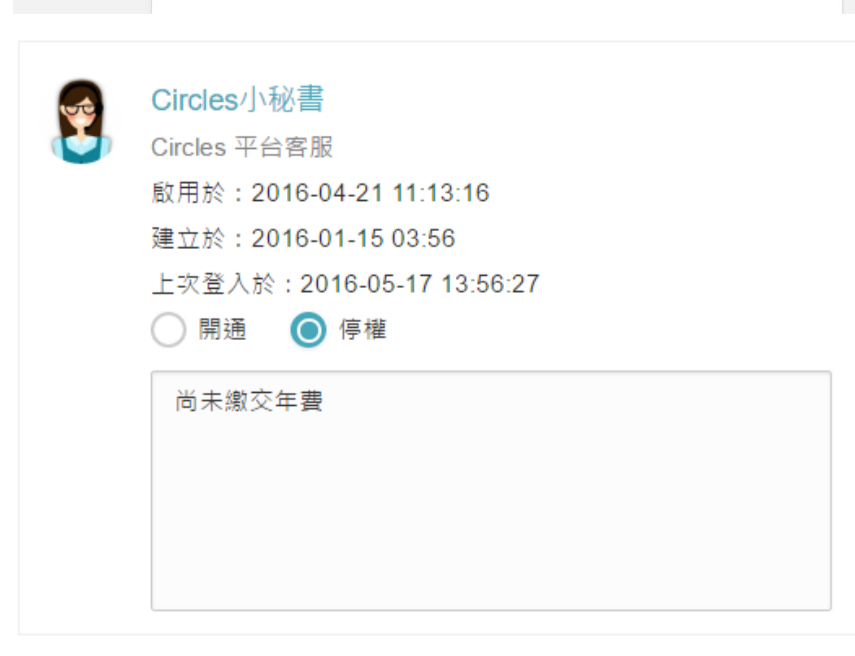 Circles小秘書
Circles 平台客服
啟用於：2016-04-21 11:13:16
建立於：2016-01-15 03:56
上次登入於：2016-05-17 13:56:27
開通 停權
尚未繳交年費